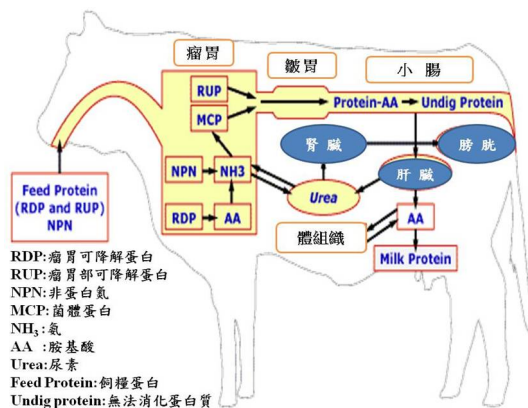 瘤胃
皺胃
小 腸
RUP
MCP
Protein-AA
Undig Protein
腎 臟
膀 胱
NPN
NH3
Urea
肝 臟
Feed Protein
(RDP and RUP)
NPN
RDP
AA
AA
體組織
Milk Protein
RDP:瘤胃可降解蛋白
RUP:瘤胃部可降解蛋白
NPN:非蛋白氮
MCP:菌體蛋白
NH3:氨
AA :胺基酸
Urea:尿素
Feed Protein:飼糧蛋白
Undig protein:無法消化蛋白質